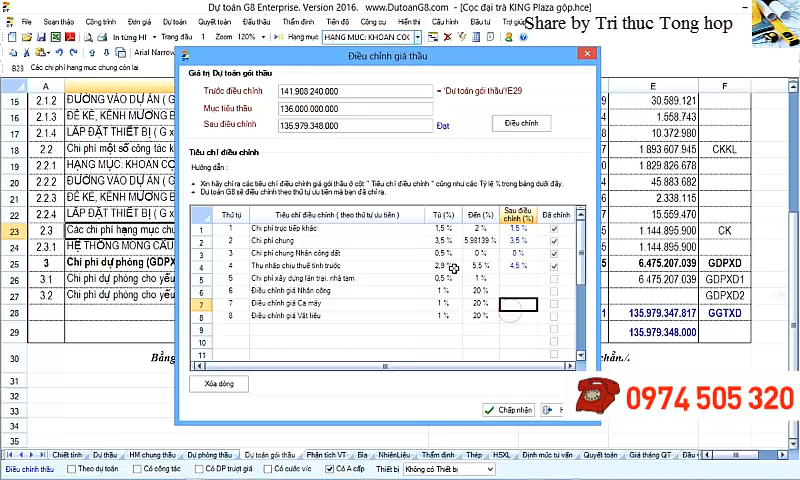 Dự toán G8 Enterprise. Version 2016. www.DutoanG8.com - [Cọc đại trà KING Plaza gộp.hce]
File Soạn thảo Công trình Đơn giá Dự toán Quyết toán Đấu thầu Thẩm định Tiến độ Công cụ Hiển thị Cấu hình Đầu tư Trợ giúp
Share by Tri thuc Tong hop
In từng HI Trang đầu 1 Zoom 120% Hạng mục: HẠNG MỤC: KHOAN CỌC
Arial Narrow
B23 Các chi phí hạng mục chung còn lại
A E F
15 2.1.2 ĐƯỜNG VÀO DỰ ÁN ( G 30.589.121
16 2.1.3 ĐÊ KÈ, KÊNH MƯƠNG B 1.558.743
17 2.1.4 LẮP ĐẶT THIẾT BỊ ( G x 10.372.980
18 2.2 Chi phí một số công tác k 1.893.607.945 CKKL
19 2.2.1 HẠNG MỤC: KHOAN CỌC 1.829.826.678
20 2.2.2 ĐƯỜNG VÀO DỰ ÁN ( G 45.883.682
21 2.2.3 ĐÊ KÈ, KÊNH MƯƠNG B 2.338.115
22 2.2.4 LẮP ĐẶT THIẾT BỊ ( G x 15.559.470
23 2.3 Các chi phí hạng mục chu 1.144.895.900 CK
24 2.3.1 HỆ THỐNG MÓNG CẦU 1.144.895.900
25 3 Chi phí dự phòng (GDP 6.475.207.039 GDPXD
26 3.1 Chi phí dự phòng cho yếu 6.475.207.039 GDPXD1
27 3.2 Chi phí dự phòng cho yếu GDPXD2
28 135.979.347.817 GGTXD
29 135.979.348.000
30 chẵn./.
31
32
33
34
35
Điều chỉnh giá thầu
Giá trị Dự toán gói thầu
Trước điều chỉnh 141.908.240.000 = 'Dự toán gói thầu'!E29
Mục tiêu thầu 136.000.000.000
Sau điều chỉnh 135.979.348.000 Đạt Điều chỉnh
Tiêu chí điều chỉnh
Hướng dẫn :
+ Xin hãy chỉ ra các tiêu chí điều chỉnh giá gói thầu ở cột " Tiêu chí điều chỉnh " cũng như các Tỷ lệ % trong bảng dưới đây.
+ Dự toán G8 sẽ điều chỉnh theo thứ tự ưu tiên mà bạn đã chỉ ra.
Thứ tự Tiêu chí điều chỉnh ( theo thứ tự ưu tiên ) Từ (%) Đến (%) Sau điều chỉnh (%) Đã chỉnh
1 1 Chi phí trực tiếp khác 1,5 % 2 % 1,5 %
2 2 Chi phí chung 3,5 % 5,98139 % 3,5 %
3 3 Chi phí chung Nhân công đất 0,5 % 0 % 0 %
4 4 Thu nhập chịu thuế tính trước 2,9 % 5,5 % 4,5 %
5 5 Chi phí xây dựng lán trại, nhà tạm 0,5 % 1 %
6 6 Điều chỉnh giá Nhân công 1 % 20 %
7 7 Điều chỉnh giá Ca máy 1 % 20 %
8 8 Điều chỉnh giá Vật liệu 1 % 20 %
9
10
11
Xóa dòng
Chấp nhận
0974 505 320
Chiết tính Dự thầu HM chung thầu Dự phòng thầu Dự toán gói thầu Phân tích VT Bìa NhiênLiệu Thẩm định Thép HSXL Định mức tư vấn Quyết toán Giá tháng QT
Điều chỉnh thầu Theo dự toán Có công tác Có DP trượt giá Có cước v/c Có A cấp Thiết bị Không có Thiết bị